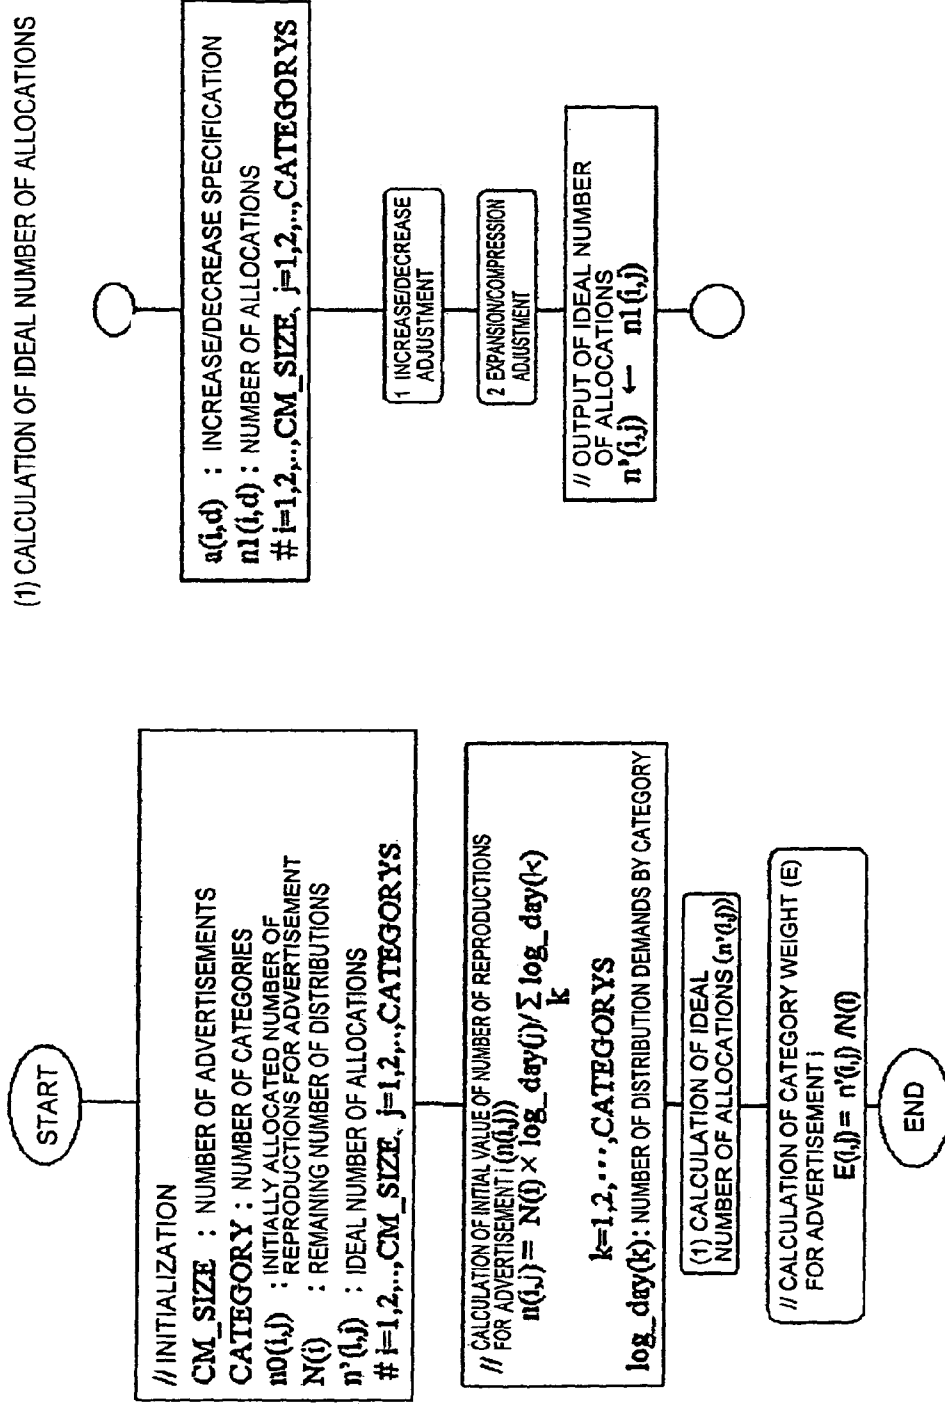 START
// INITIALIZATION
CM_SIZE : NUMBER OF ADVERTISEMENTS
CATEGORY : NUMBER OF CATEGORIES
n0(i,j) : INITIALLY ALLOCATED NUMBER OF
REPRODUCTIONS FOR ADVERTISEMENT
N(i) : REMAINING NUMBER OF DISTRIBUTIONS
n'(i,j) : IDEAL NUMBER OF ALLOCATIONS
# i=1,2,..,CM_SIZE、j=1,2,..,CATEGORYS
// CALCULATION OF INITIAL VALUE OF NUMBER OF REPRODUCTIONS
FOR ADVERTISEMENT i (n(i,j))
n(i,j) = N(i) × log_day(j)/Σ log_day(k)
k
k=1,2,···,CATEGORYS
log_day(k): NUMBER OF DISTRIBUTION DEMANDS BY CATEGORY
(1) CALCULATION OF IDEAL
NUMBER OF ALLOCATIONS (n'(i,j))
// CALCULATION OF CATEGORY WEIGHT (E)
FOR ADVERTISEMENT i
E(i,j) = n'(i,j) /N(i)
END
(1) CALCULATION OF IDEAL NUMBER OF ALLOCATIONS
a(i,d) : INCREASE/DECREASE SPECIFICATION
n1(i,d) : NUMBER OF ALLOCATIONS
# i=1,2,..,CM_SIZE、j=1,2,..,CATEGORYS
1 INCREASE/DECREASE
ADJUSTMENT
2 EXPANSION/COMPRESSION
ADJUSTMENT
// OUTPUT OF IDEAL NUMBER
OF ALLOCATIONS
n'(i,j) ← n1(i,j)